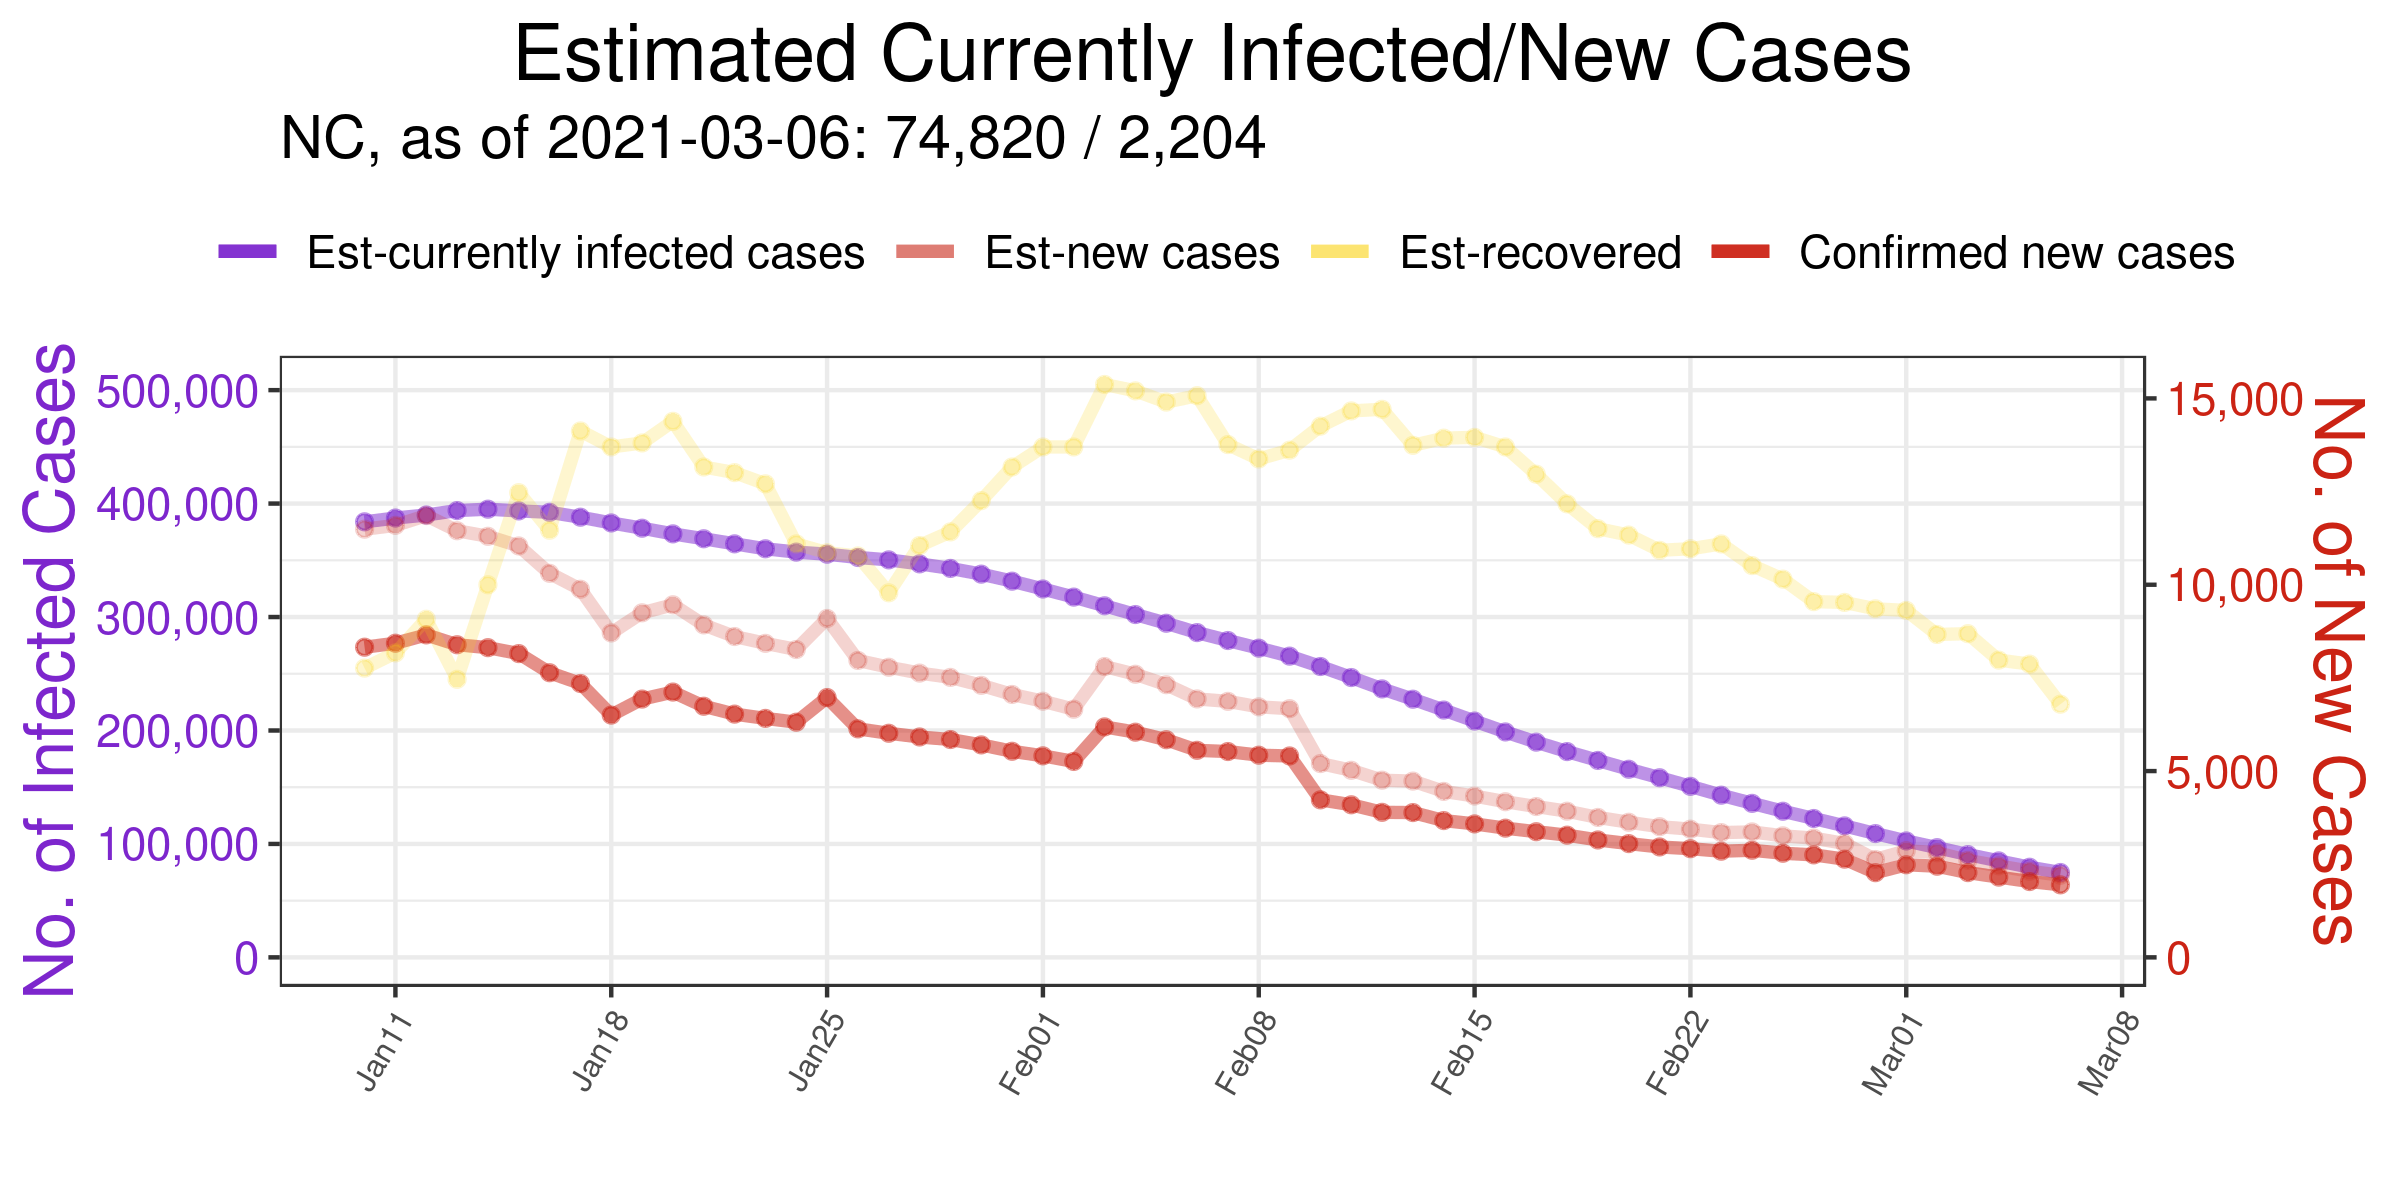 Estimated Currently Infected/New Cases
NC, as of 2021-03-06: 74,820 / 2,204
Est-currently infected cases Est-new cases Est-recovered Confirmed new cases
No. of Infected Cases
500,000
400,000
300,000
200,000
100,000
0
15,000
10,000
5,000
0
No. of New Cases
Jan11 Jan18 Jan25 Feb01 Feb08 Feb15 Feb22 Mar01 Mar08